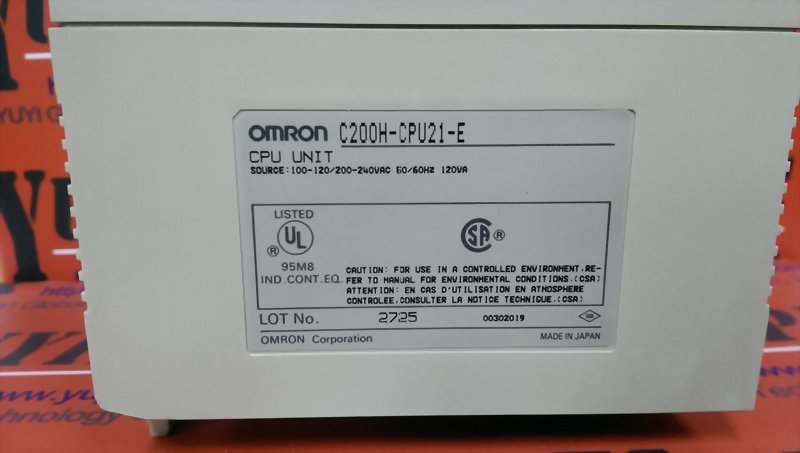 OMRON C200H-CPU21-E
CPU UNIT
SOURCE:100-120/200-240VAC 50/60HZ 120VA
LISTED
UL ®
95M8
IND.CONT.EQ.
CSA ®
CAUTION: FOR USE IN A CONTROLLED ENVIRONMENT.RE-
FER TO MANUAL FOR ENVIRONMENTAL CONDITIONS.(CSA)
ATTENTION: EN CAS D'UTILISATION EN ATMOSPHERE
CONTROLEE.CONSULTER LA NOTICE TECHNIQUE.(CSA)
LOT No. 2725 00302019
OMRON Corporation MADE IN JAPAN